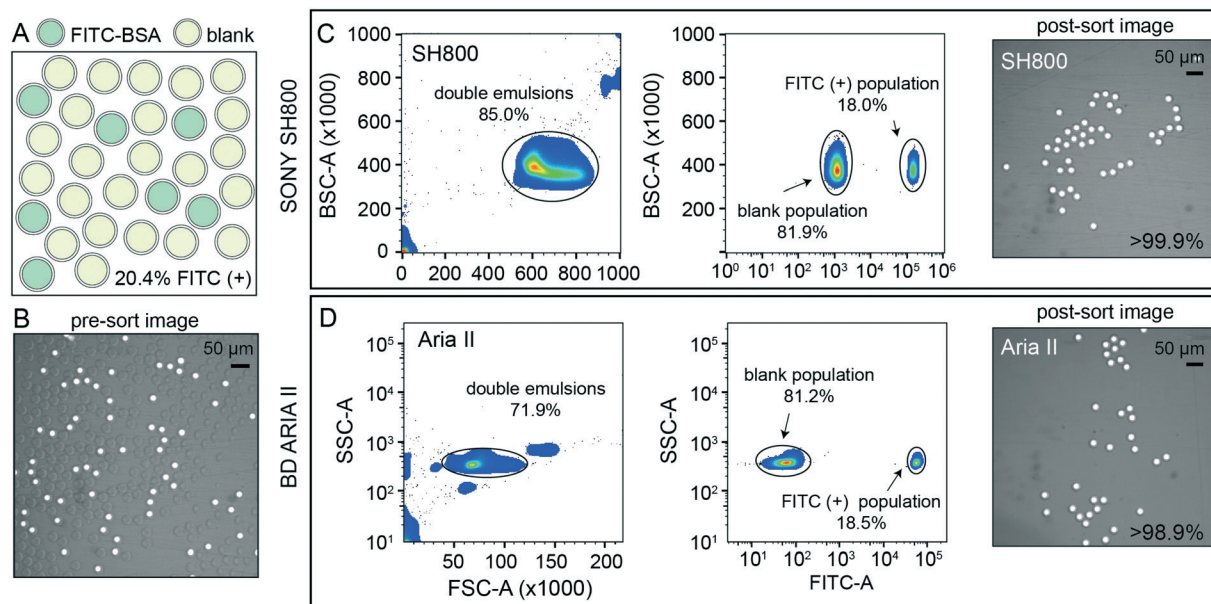 A
FITC-BSA
blank
20.4% FITC (+)
B
pre-sort image
50 µm
SONY SH800
C
SH800
double emulsions
85.0%
BSC-A (x1000)
1000
800
600
400
200
0
0 200 400 600 800 1000
BSC-A (x1000)
1000
800
600
400
200
FITC (+) population
18.0%
blank population
81.9%
10⁰ 10¹ 10² 10³ 10⁴ 10⁵ 10⁶
post-sort image
SH800
50 µm
>99.9%
BD ARIA II
D
Aria II
double emulsions
71.9%
SSC-A
10⁵
10⁴
10³
10²
10¹
50 100 150 200
FSC-A (x1000)
SSC-A
10⁵
10⁴
10³
10²
10¹
blank population
81.2%
FITC (+) population
18.5%
10¹ 10² 10³ 10⁴ 10⁵
FITC-A
post-sort image
Aria II
50 µm
>98.9%